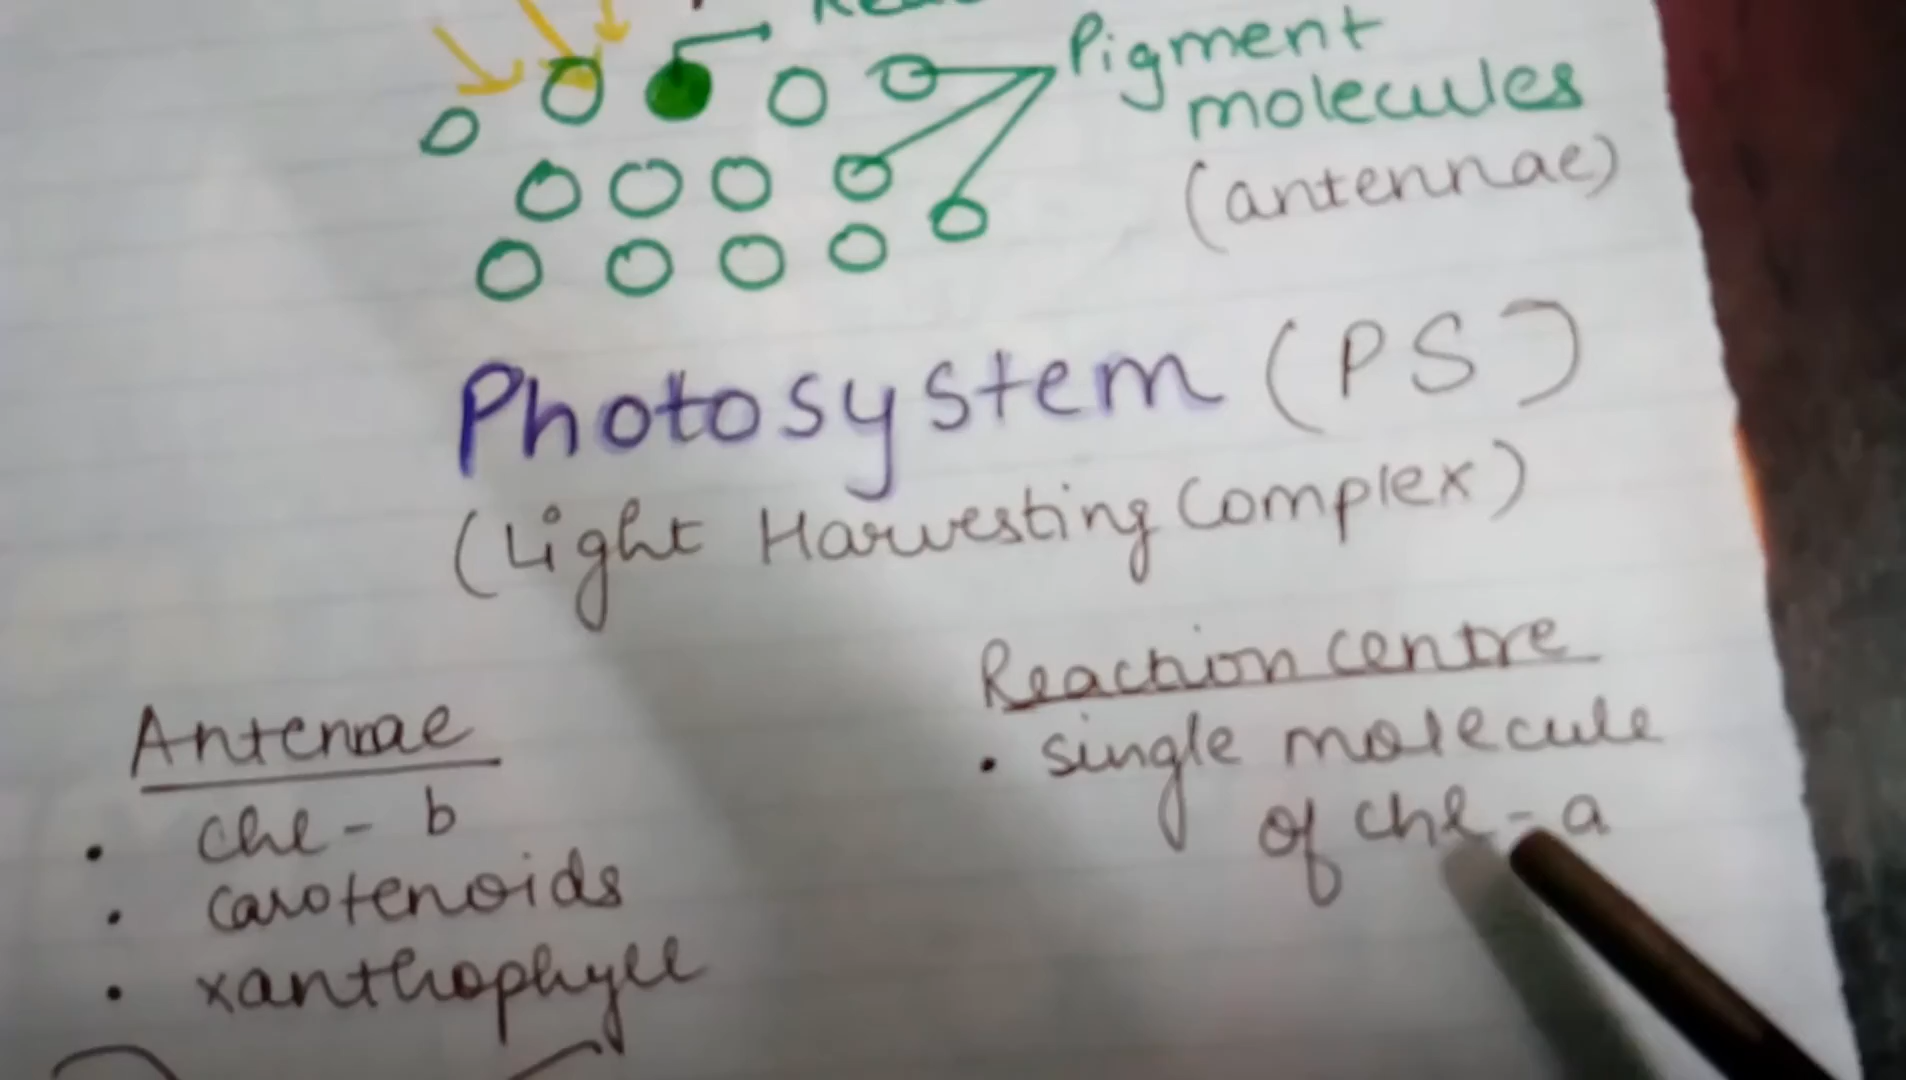 Pigment
molecules
(antennae)
Photosystem (PS)
(Light Harvesting Complex)
Reaction centre
• single molecule
of chl - a
Antennae
• chl - b
• carotenoids
• xanthophyll